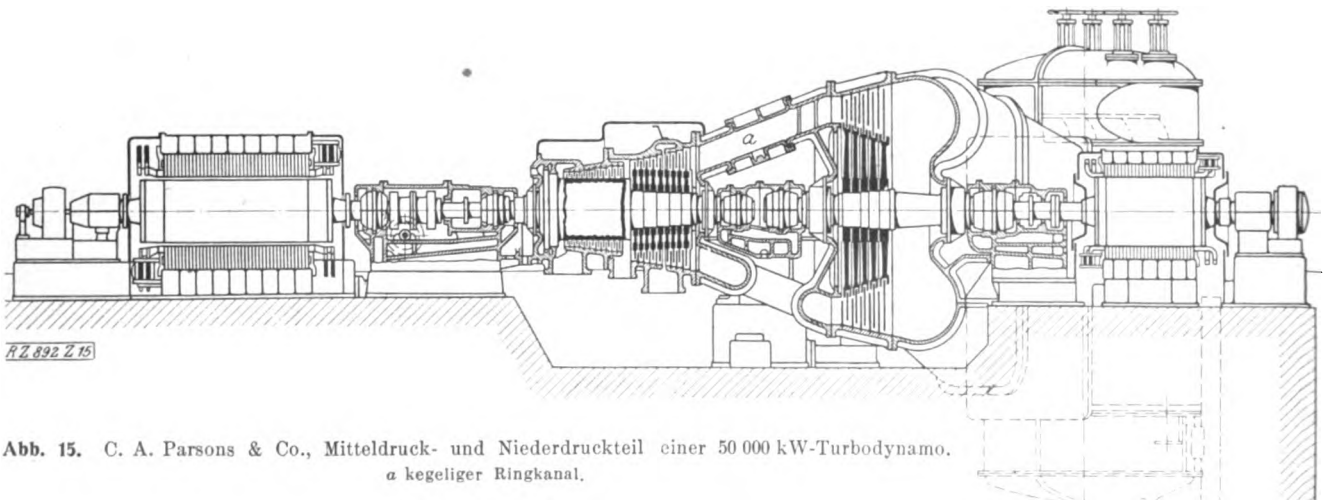 a
RZ 892 Z 15
Abb. 15. C. A. Parsons & Co., Mitteldruck- und Niederdruckteil einer 50 000 kW-Turbodynamo.
a kegeliger Ringkanal.